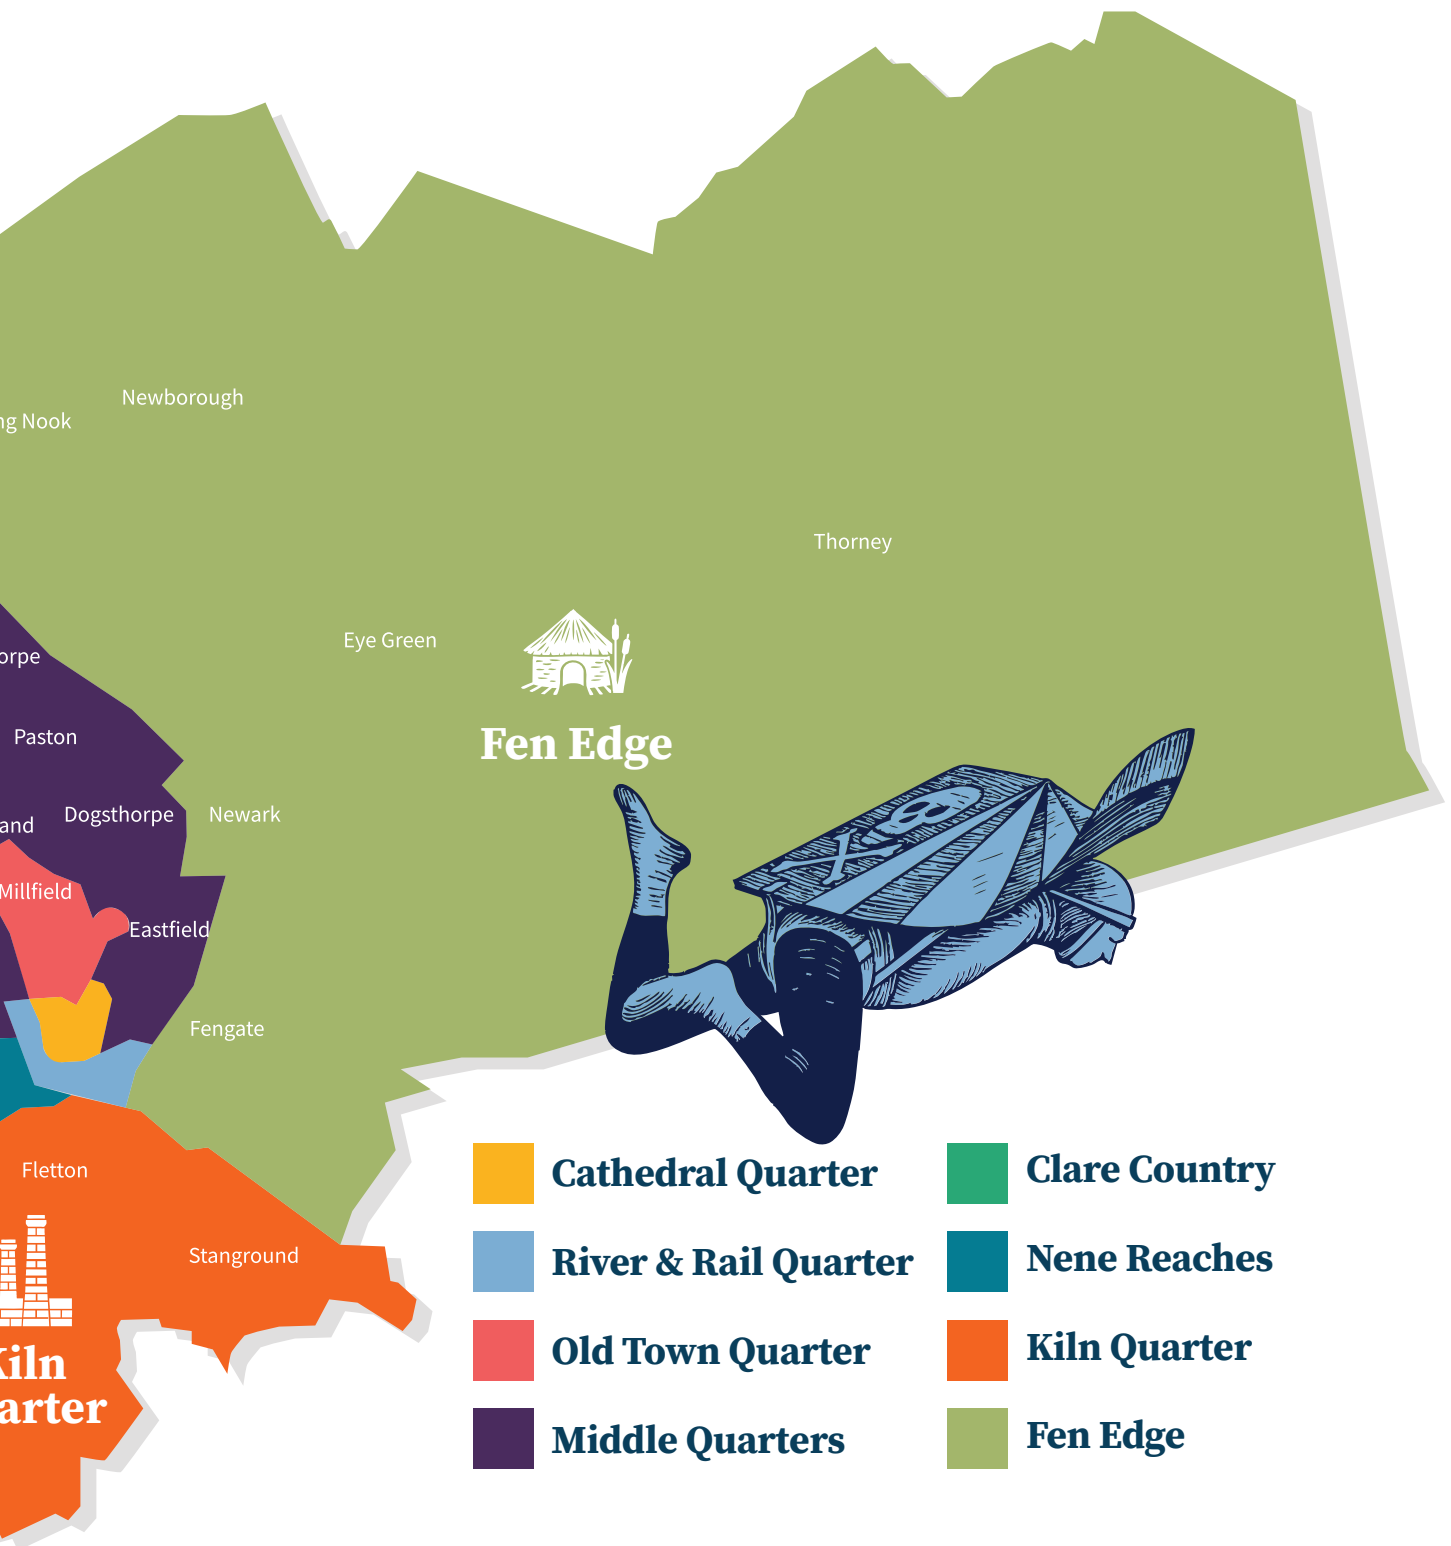 Newborough
ng Nook
Thorney
Eye Green
orpe
Fen Edge
Paston
Dogsthorpe
Newark
and
Millfield
Eastfield
Fengate
Fletton
Stanground
Kiln
arter
Cathedral Quarter
River & Rail Quarter
Old Town Quarter
Middle Quarters
Clare Country
Nene Reaches
Kiln Quarter
Fen Edge